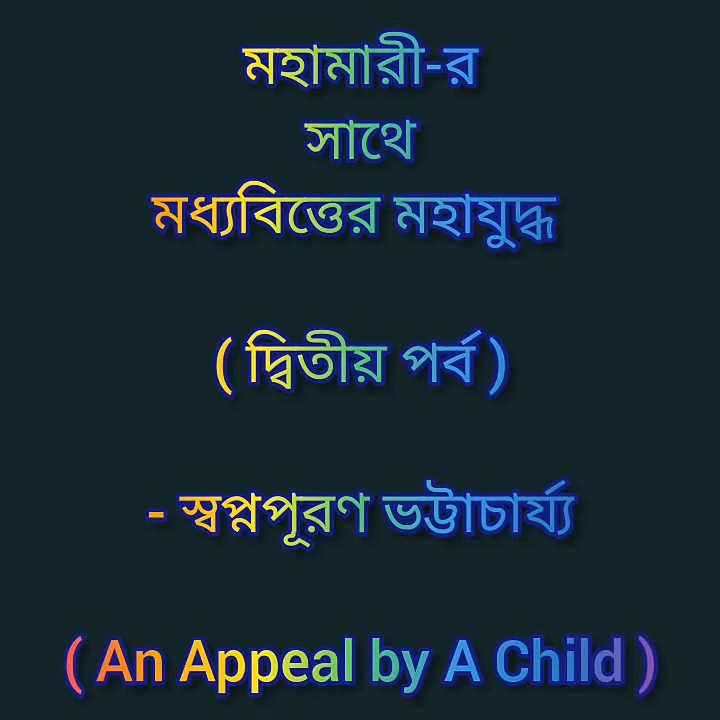 মহামারী-র
সাথে
মধ্যবিত্তের মহাযুদ্ধ
( দ্বিতীয় পর্ব )
- স্বপ্নপূরণ ভট্টাচার্য্য
( An Appeal by A Child )